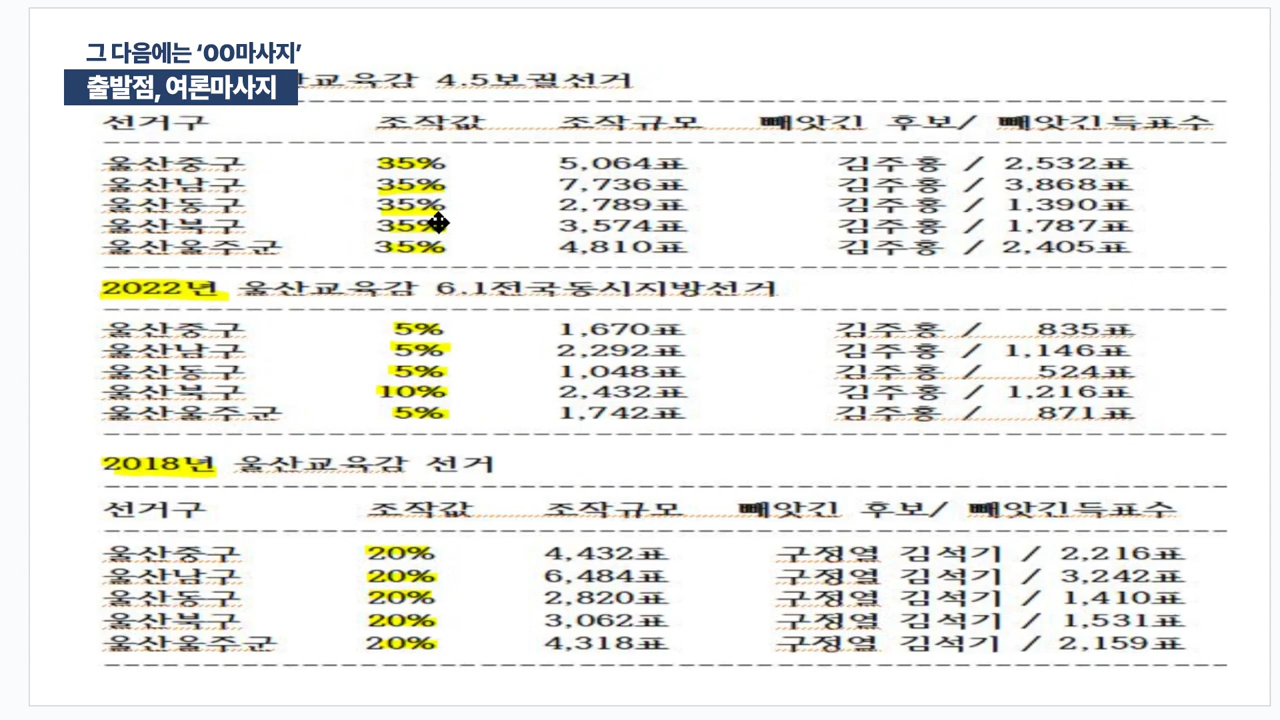 그 다음에는 ‘OO마사지’
출발점, 여론마사지
교육감 4.5보궐선거
선거구 조작값 조작규모 빼앗긴 후보/ 빼앗긴득표수
울산중구 35% 5,064표 김주홍 / 2,532표
울산남구 35% 7,736표 김주홍 / 3,868표
울산동구 35% 2,789표 김주홍 / 1,390표
울산북구 35% 3,574표 김주홍 / 1,787표
울산울주군 35% 4,810표 김주홍 / 2,405표
2022년 울산교육감 6.1전국동시지방선거
울산중구 5% 1,670표 김주홍 / 835표
울산남구 5% 2,292표 김주홍 / 1,146표
울산동구 5% 1,048표 김주홍 / 524표
울산북구 10% 2,432표 김주홍 / 1,216표
울산울주군 5% 1,742표 김주홍 / 871표
2018년 울산교육감 선거
선거구 조작값 조작규모 빼앗긴 후보/ 빼앗긴득표수
울산중구 20% 4,432표 구정열 김석기 / 2,216표
울산남구 20% 6,484표 구정열 김석기 / 3,242표
울산동구 20% 2,820표 구정열 김석기 / 1,410표
울산북구 20% 3,062표 구정열 김석기 / 1,531표
울산울주군 20% 4,318표 구정열 김석기 / 2,159표